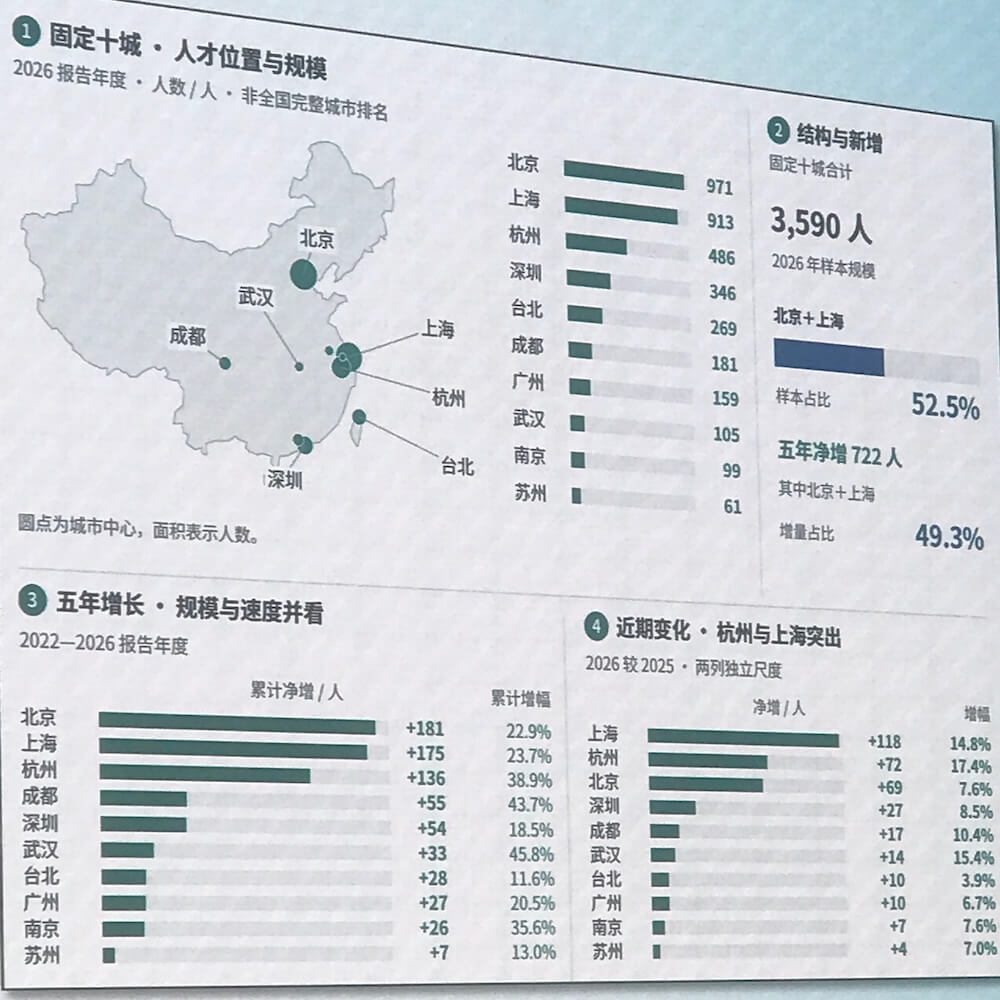 1 固定十城 · 人才位置与规模
2026 报告年度 · 人数 / 人 · 非全国完整城市排名
北京
武汉
成都
上海
杭州
台北
深圳
圆点为城市中心，面积表示人数。
北京 971
上海 913
杭州 486
深圳 346
台北 269
成都 181
广州 159
武汉 105
南京 99
苏州 61
2 结构与新增
固定十城合计
3,590 人
2026 年样本规模
北京＋上海
样本占比 52.5%
五年净增 722 人
其中北京＋上海
增量占比 49.3%
3 五年增长 · 规模与速度并看
2022—2026 报告年度
累计净增 / 人 累计增幅
北京 +181 22.9%
上海 +175 23.7%
杭州 +136 38.9%
成都 +55 43.7%
深圳 +54 18.5%
武汉 +33 45.8%
台北 +28 11.6%
广州 +27 20.5%
南京 +26 35.6%
苏州 +7 13.0%
4 近期变化 · 杭州与上海突出
2026 较 2025 · 两列独立尺度
净增 / 人 增幅
上海 +118 14.8%
杭州 +72 17.4%
北京 +69 7.6%
深圳 +27 8.5%
成都 +17 10.4%
武汉 +14 15.4%
台北 +10 3.9%
广州 +10 6.7%
南京 +7 7.6%
苏州 +4 7.0%